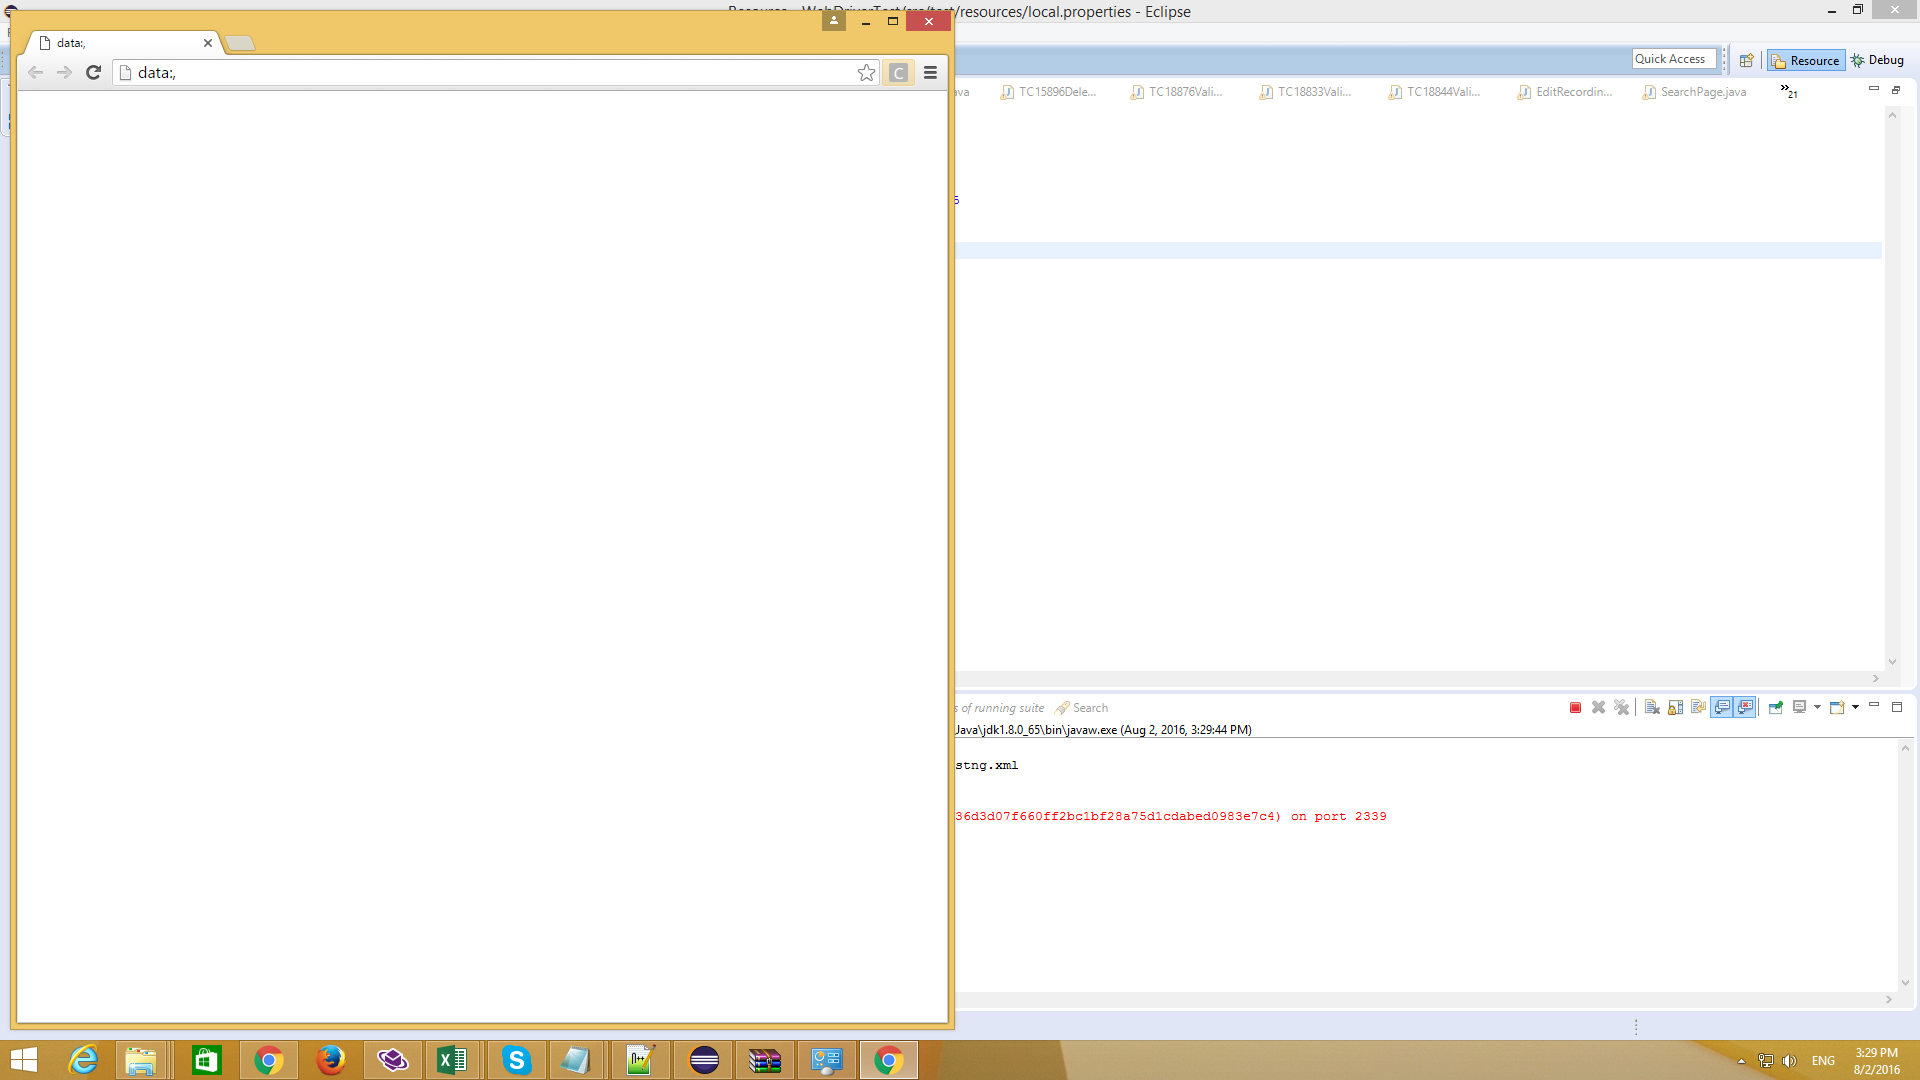 /resources/local.properties - Eclipse
data:,
data:,
C
Quick Access
Resource
Debug
ava
TC15896Dele...
TC18876Vali...
TC18833Vali...
TC18844Vali...
EditRecordin...
SearchPage.java
21
s of running suite
Search
Java\jdk1.8.0_65\bin\javaw.exe (Aug 2, 2016, 3:29:44 PM)
stng.xml
36d3d07f660ff2bc1bf28a75d1cdabed0983e7c4) on port 2339
ENG
3:29 PM
8/2/2016